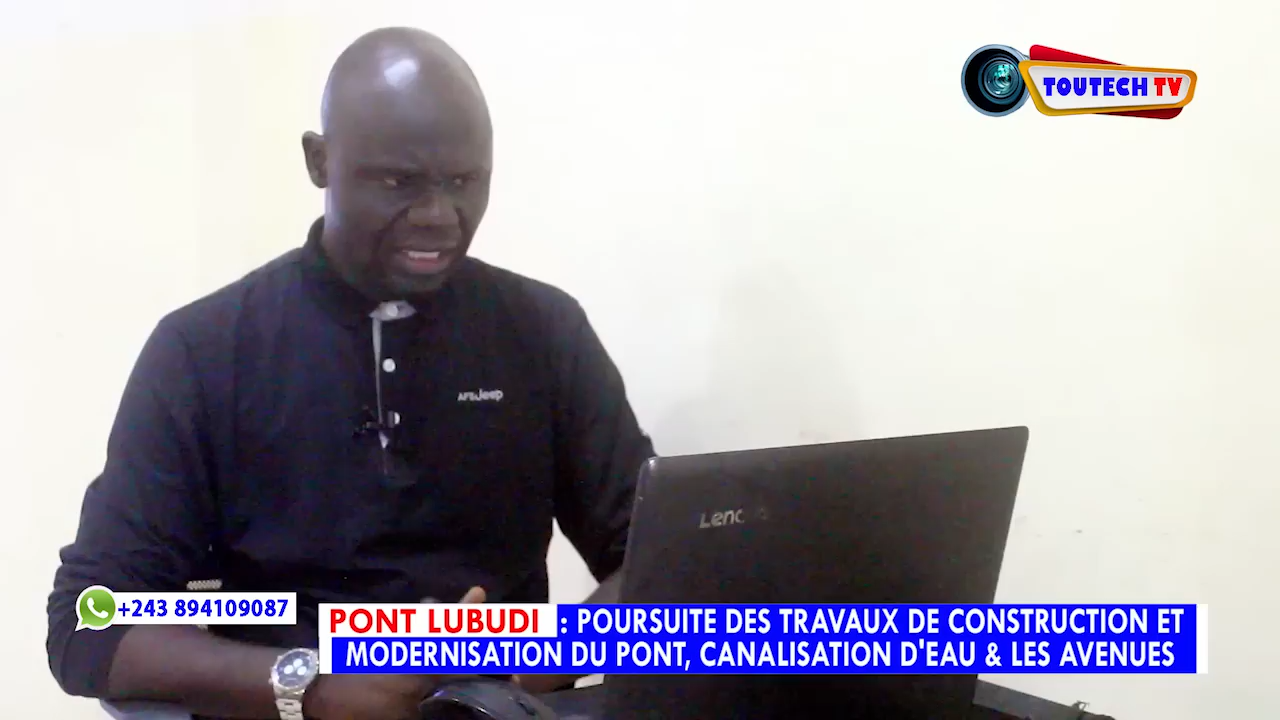 TOUTECH TV
AFS Jeep
Lenovo
+243 894109087
PONT LUBUDI : POURSUITE DES TRAVAUX DE CONSTRUCTION ET
MODERNISATION DU PONT, CANALISATION D'EAU & LES AVENUES